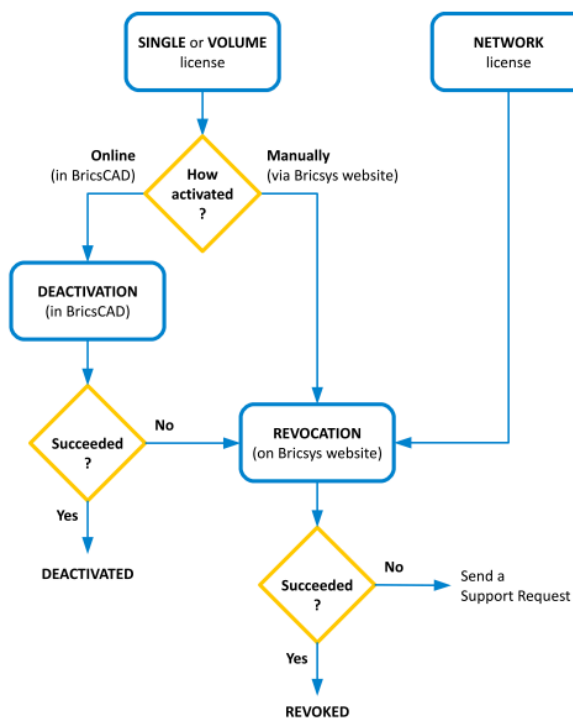 SINGLE or VOLUME
license
NETWORK
license
Online
(in BricsCAD)
Manually
(via Bricsys website)
How
activated
?
DEACTIVATION
(in BricsCAD)
Succeeded
?
No
Yes
DEACTIVATED
REVOCATION
(on Bricsys website)
Succeeded
?
No
Send a
Support Request
Yes
REVOKED